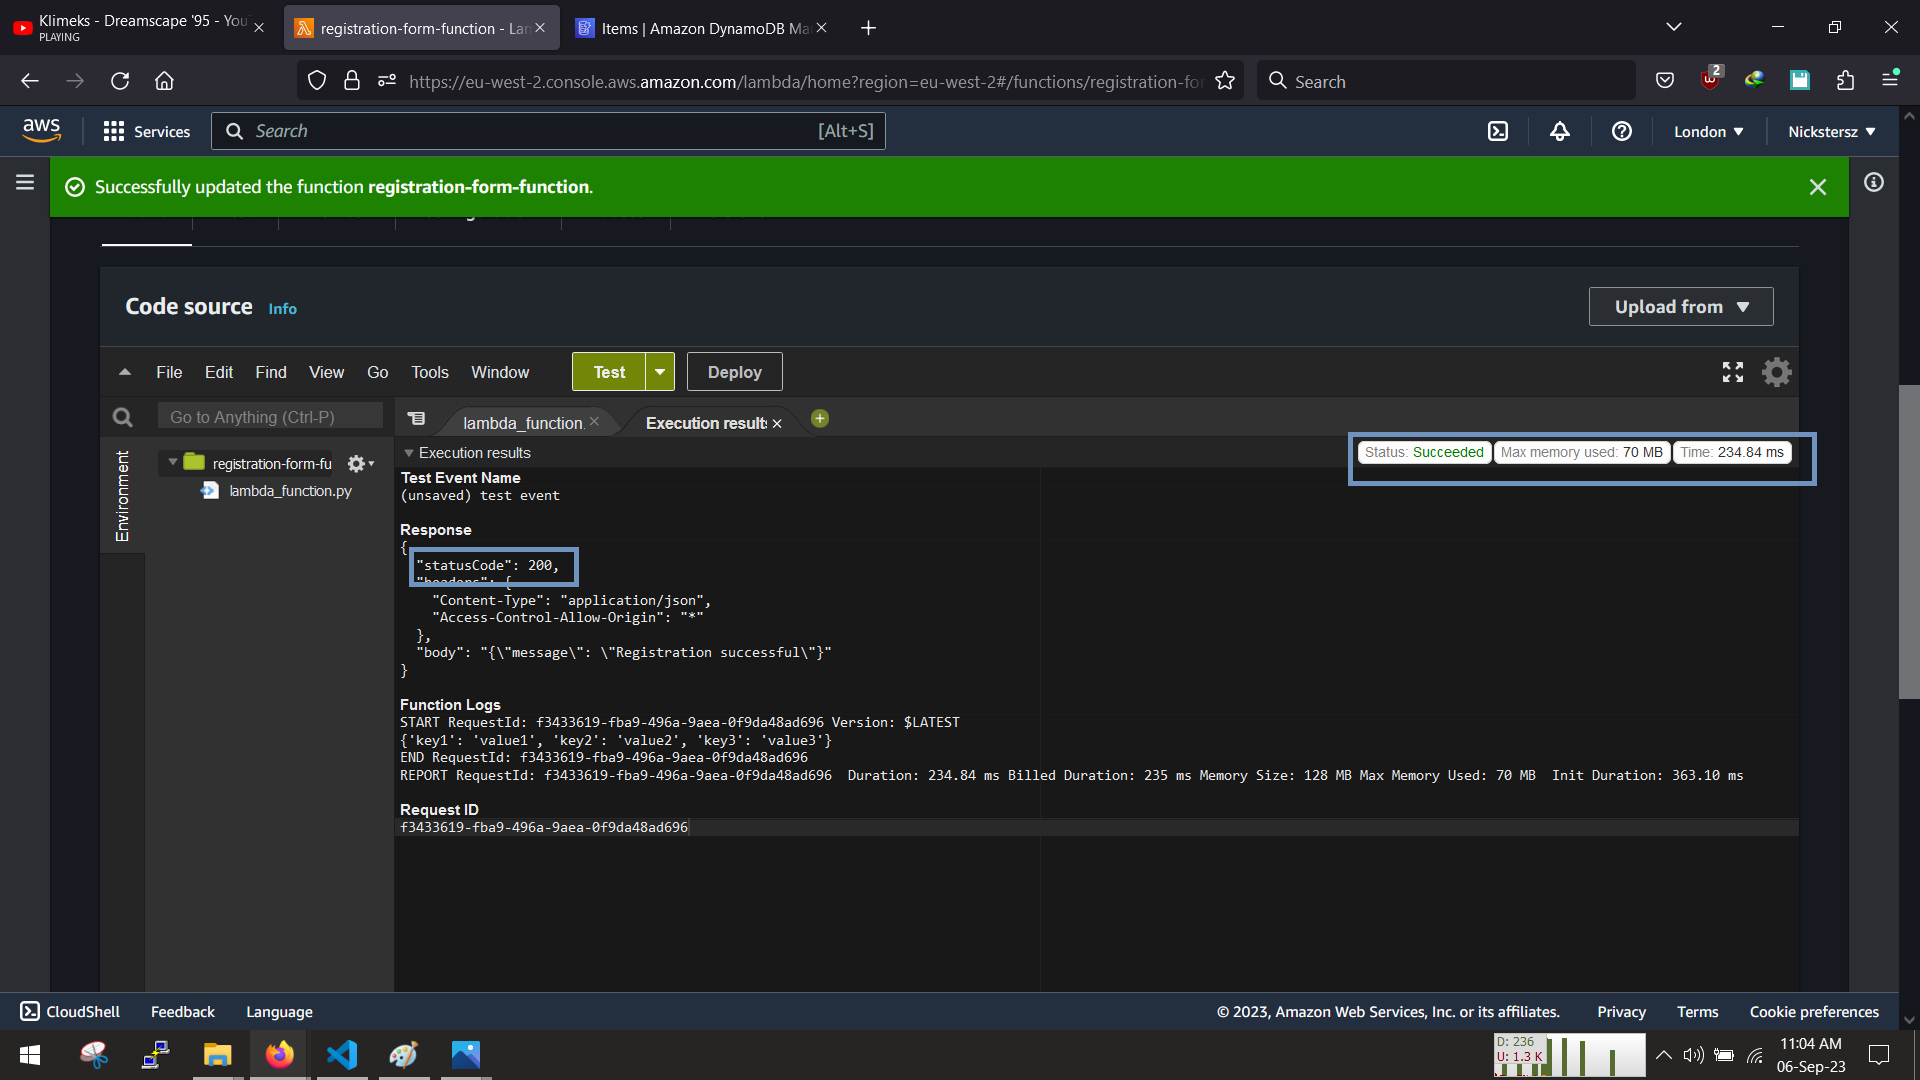 Klimeks - Dreamscape '95 - You
PLAYING
registration-form-function - Lan
Items | Amazon DynamoDB Ma
https://eu-west-2.console.aws.amazon.com/lambda/home?region=eu-west-2#/functions/registration-for
Search
2
aws
Services
Search
[Alt+S]
London
Nickstersz
Successfully updated the function registration-form-function.
Code source
Info
Upload from
File
Edit
Find
View
Go
Tools
Window
Test
Deploy
Go to Anything (Ctrl-P)
lambda_function.
Execution result:
Environment
registration-form-fu
lambda_function.py
Execution results
Status: Succeeded
Max memory used: 70 MB
Time: 234.84 ms
Test Event Name
(unsaved) test event
Response
{
"statusCode": 200,
"headers": {
"Content-Type": "application/json",
"Access-Control-Allow-Origin": "*"
},
"body": "{\"message\": \"Registration successful\"}"
}
Function Logs
START RequestId: f3433619-fba9-496a-9aea-0f9da48ad696 Version: $LATEST
{'key1': 'value1', 'key2': 'value2', 'key3': 'value3'}
END RequestId: f3433619-fba9-496a-9aea-0f9da48ad696
REPORT RequestId: f3433619-fba9-496a-9aea-0f9da48ad696  Duration: 234.84 ms Billed Duration: 235 ms Memory Size: 128 MB Max Memory Used: 70 MB  Init Duration: 363.10 ms
Request ID
f3433619-fba9-496a-9aea-0f9da48ad696
CloudShell
Feedback
Language
© 2023, Amazon Web Services, Inc. or its affiliates.
Privacy
Terms
Cookie preferences
D: 236
U: 1.3 K
11:04 AM
06-Sep-23